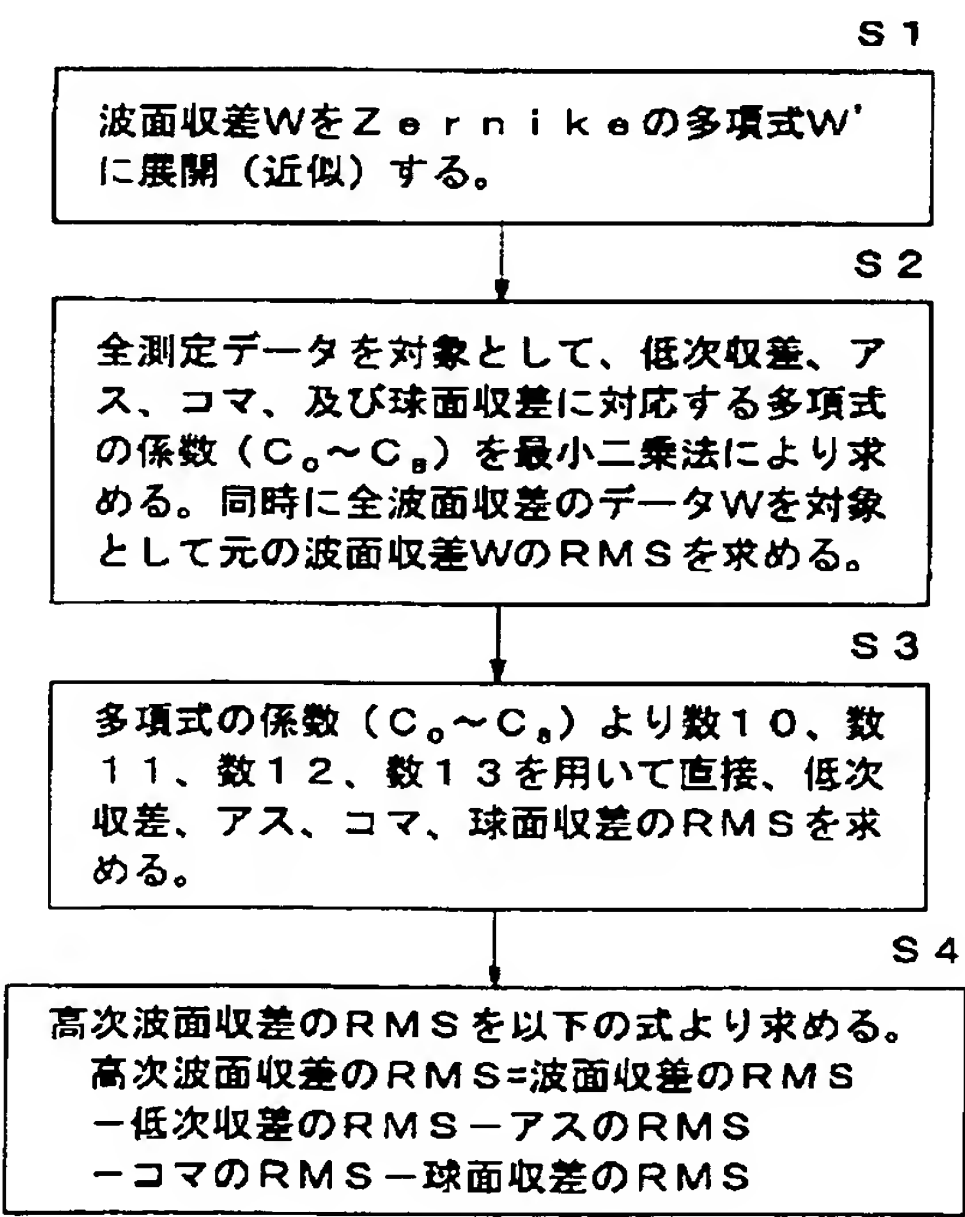 S1
波面収差WをZernikeの多項式W'
に展開（近似）する。
S2
全測定データを対象として、低次収差、ア
ス、コマ、及び球面収差に対応する多項式
の係数（C₀～C₈）を最小二乗法により求
める。同時に全波面収差のデータWを対象
として元の波面収差WのRMSを求める。
S3
多項式の係数（C₀～C₈）より数10、数
11、数12、数13を用いて直接、低次
収差、アス、コマ、球面収差のRMSを求
める。
S4
高次波面収差のRMSを以下の式より求める。
高次波面収差のRMS=波面収差のRMS
－低次収差のRMS－アスのRMS
－コマのRMS－球面収差のRMS